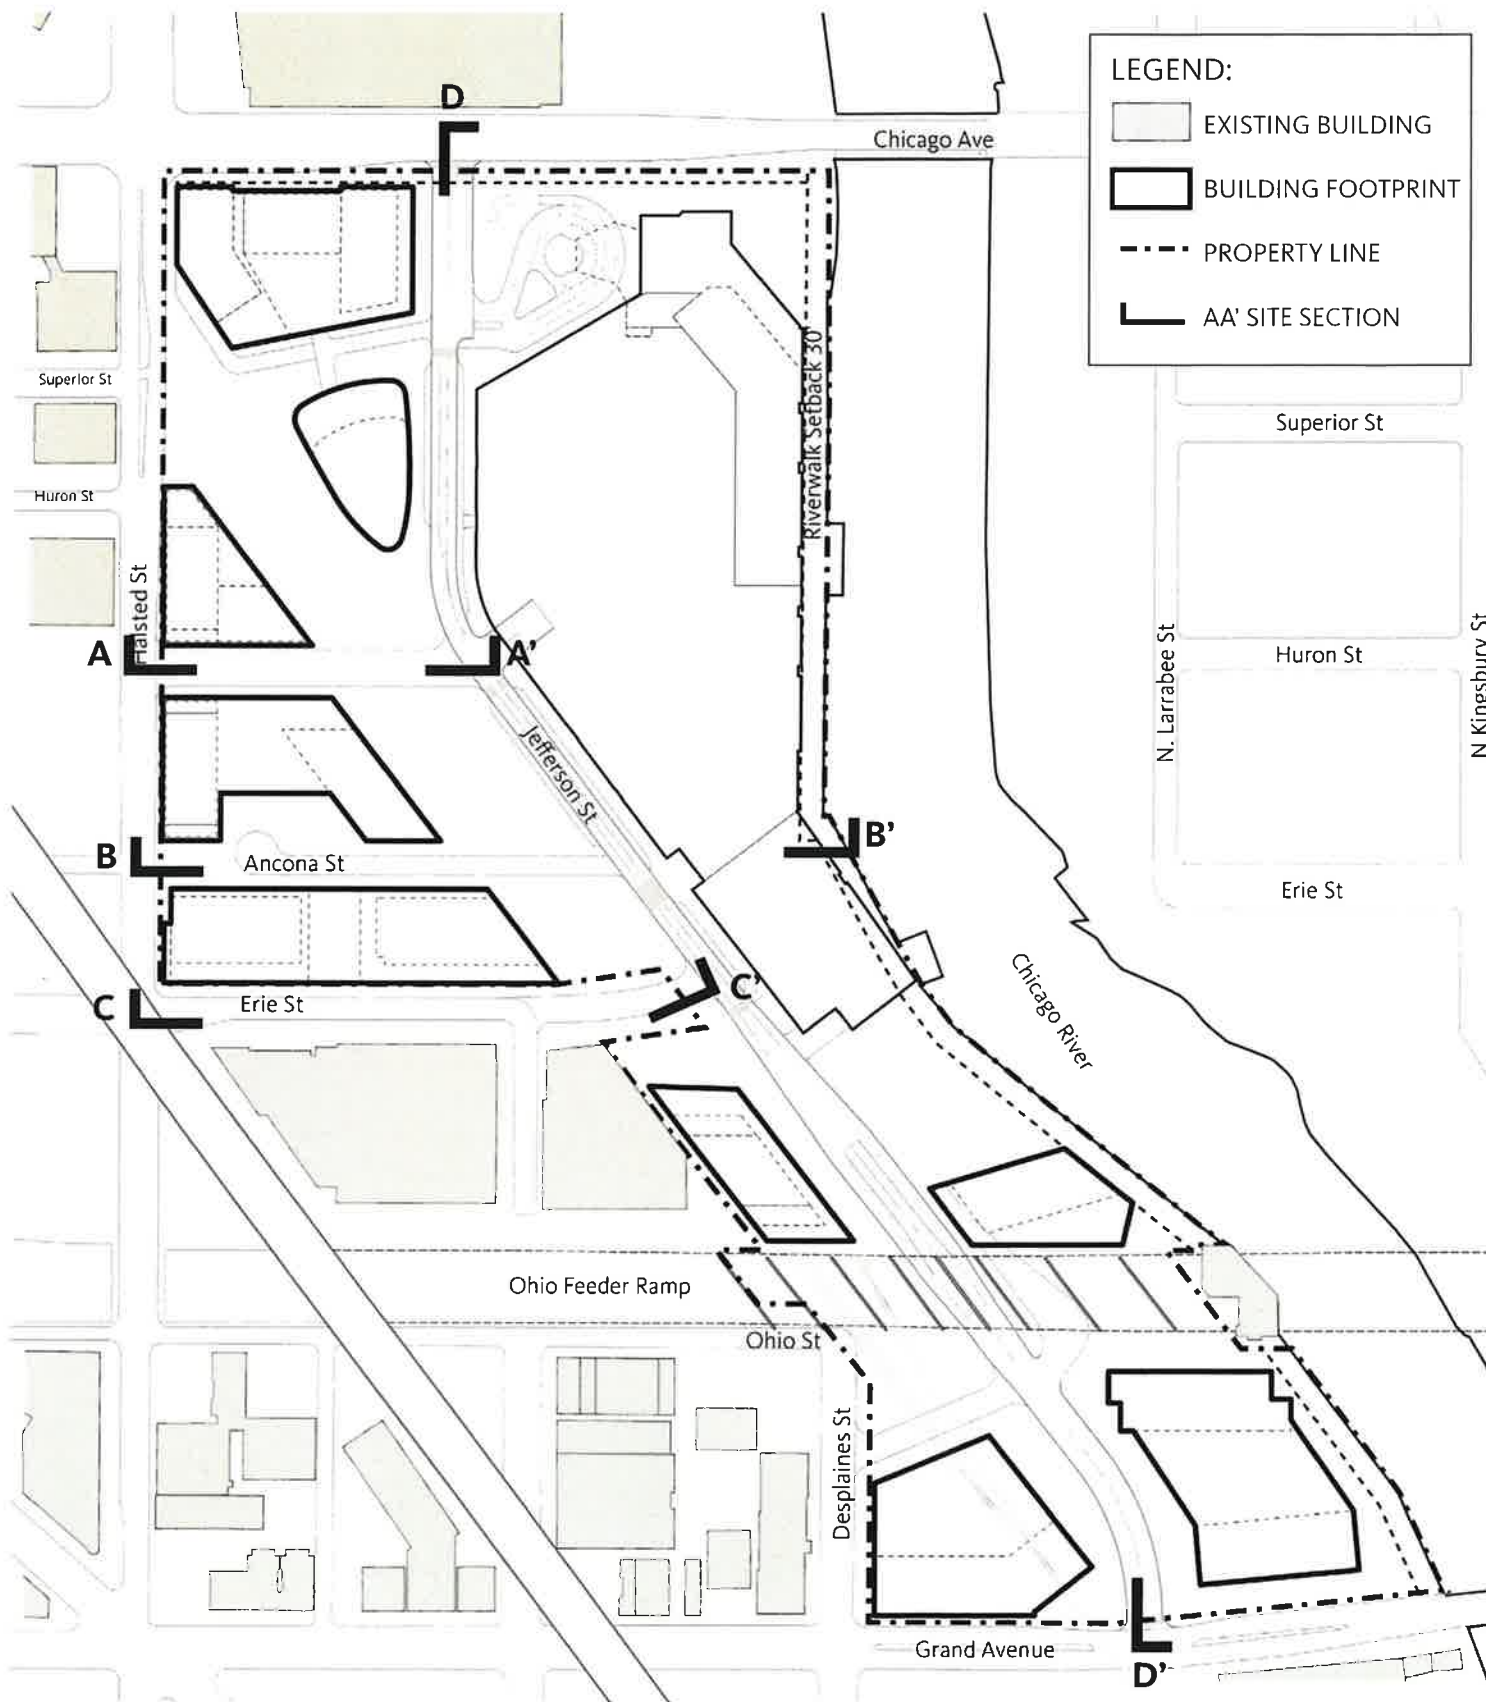 D
Chicago Ave
LEGEND:
EXISTING BUILDING
BUILDING FOOTPRINT
PROPERTY LINE
AA' SITE SECTION
Superior St
Riverwalk Setback 30'
Superior St
Huron St
Halsted St
A
A'
Huron St
N. Larrabee St
N Kingsbury St
Jefferson St
B
Ancona St
B'
Erie St
C
Erie St
C'
Chicago River
Ohio Feeder Ramp
Ohio St
Desplaines St
Grand Avenue
D'